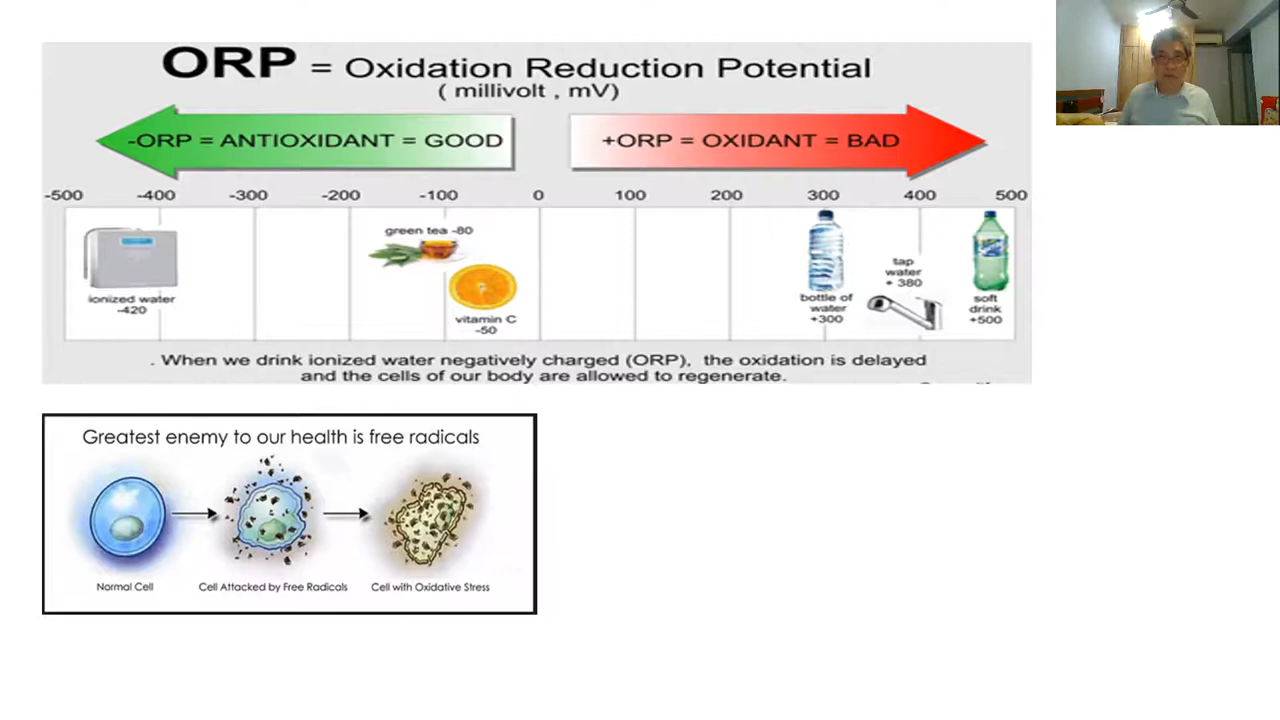 ORP = Oxidation Reduction Potential
( millivolt , mV)
-ORP = ANTIOXIDANT = GOOD
+ORP = OXIDANT = BAD
-500 -400 -300 -200 -100 0 100 200 300 400 500
ionized water
-420
green tea -80
vitamin C
-50
bottle of
water
+300
tap
water
+ 380
soft
drink
+500
. When we drink ionized water negatively charged (ORP), the oxidation is delayed
and the cells of our body are allowed to regenerate.
Greatest enemy to our health is free radicals
Normal Cell
Cell Attacked by Free Radicals
Cell with Oxidative Stress